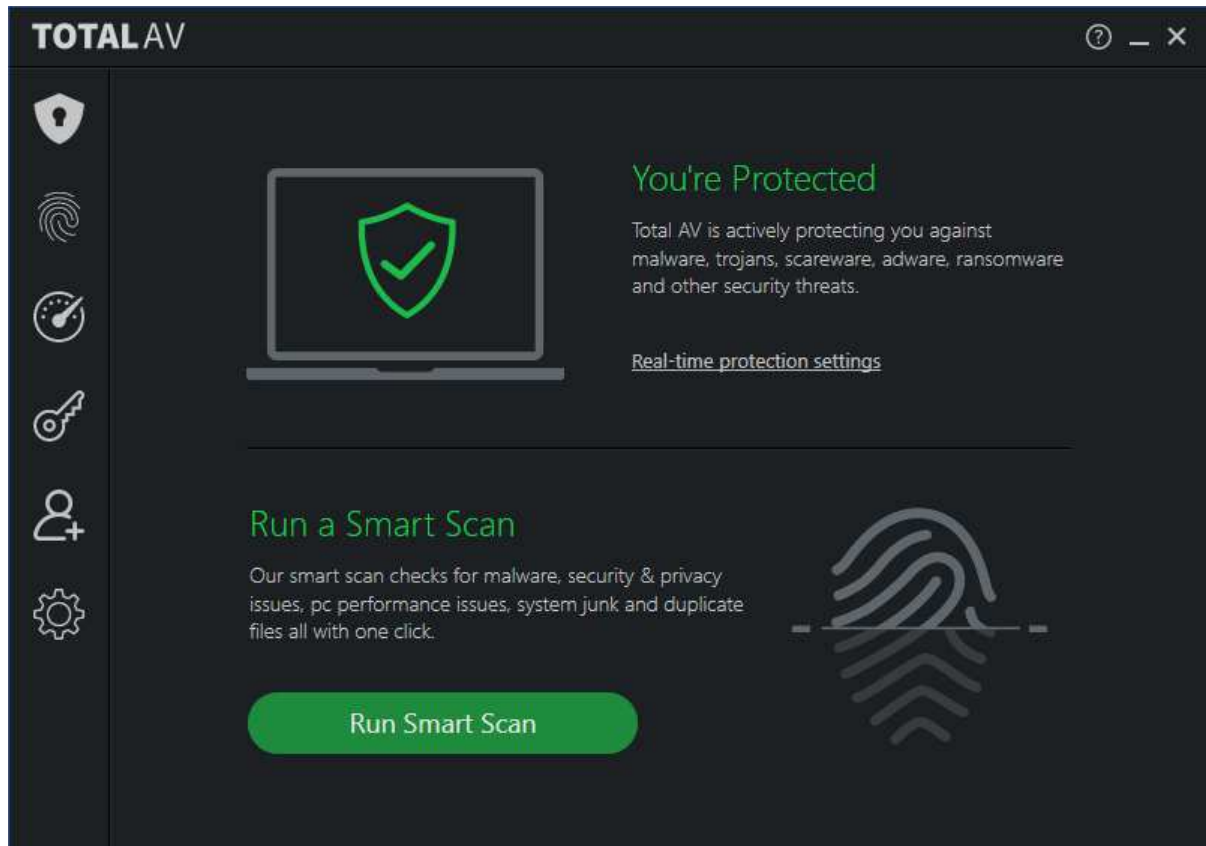 TOTALAV
You're Protected
Total AV is actively protecting you against
malware, trojans, scareware, adware, ransomware
and other security threats.
Real-time protection settings
Run a Smart Scan
Our smart scan checks for malware, security & privacy
issues, pc performance issues, system junk and duplicate
files all with one click.
Run Smart Scan